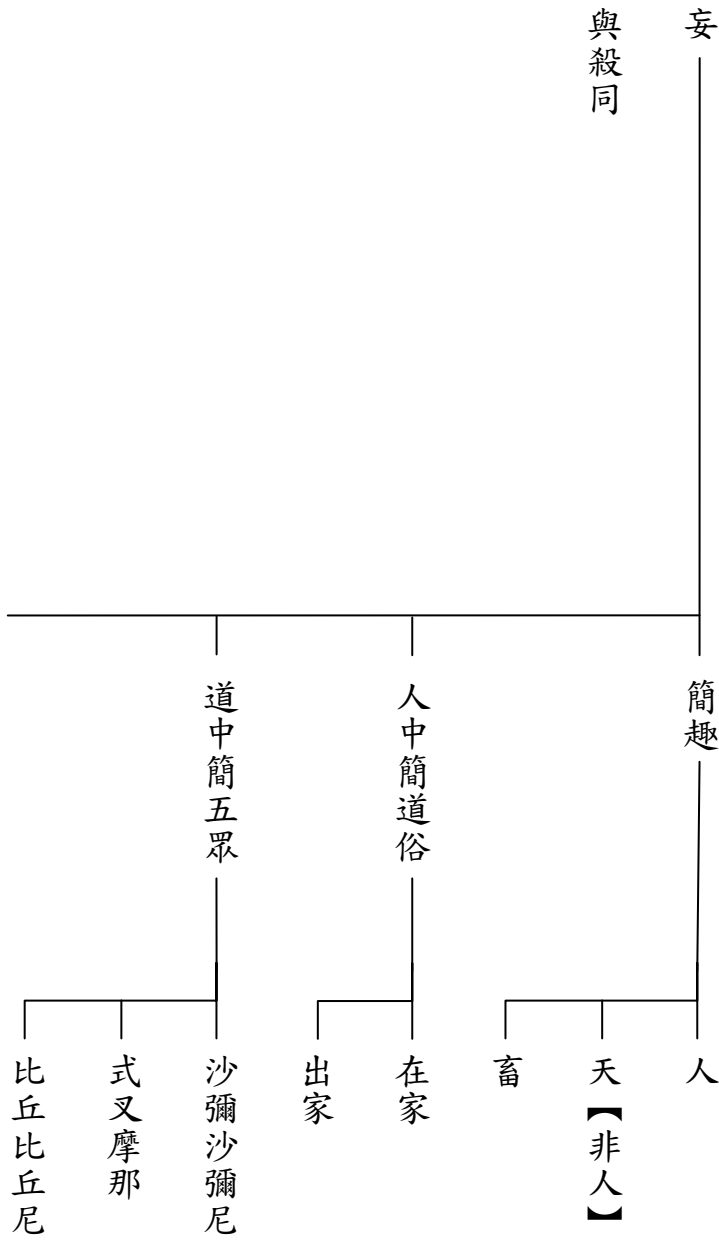 妄
與殺同
簡趣
人
天【非人】
畜
人中簡道俗
在家
出家
道中簡五眾
沙彌沙彌尼
式叉摩那
比丘比丘尼